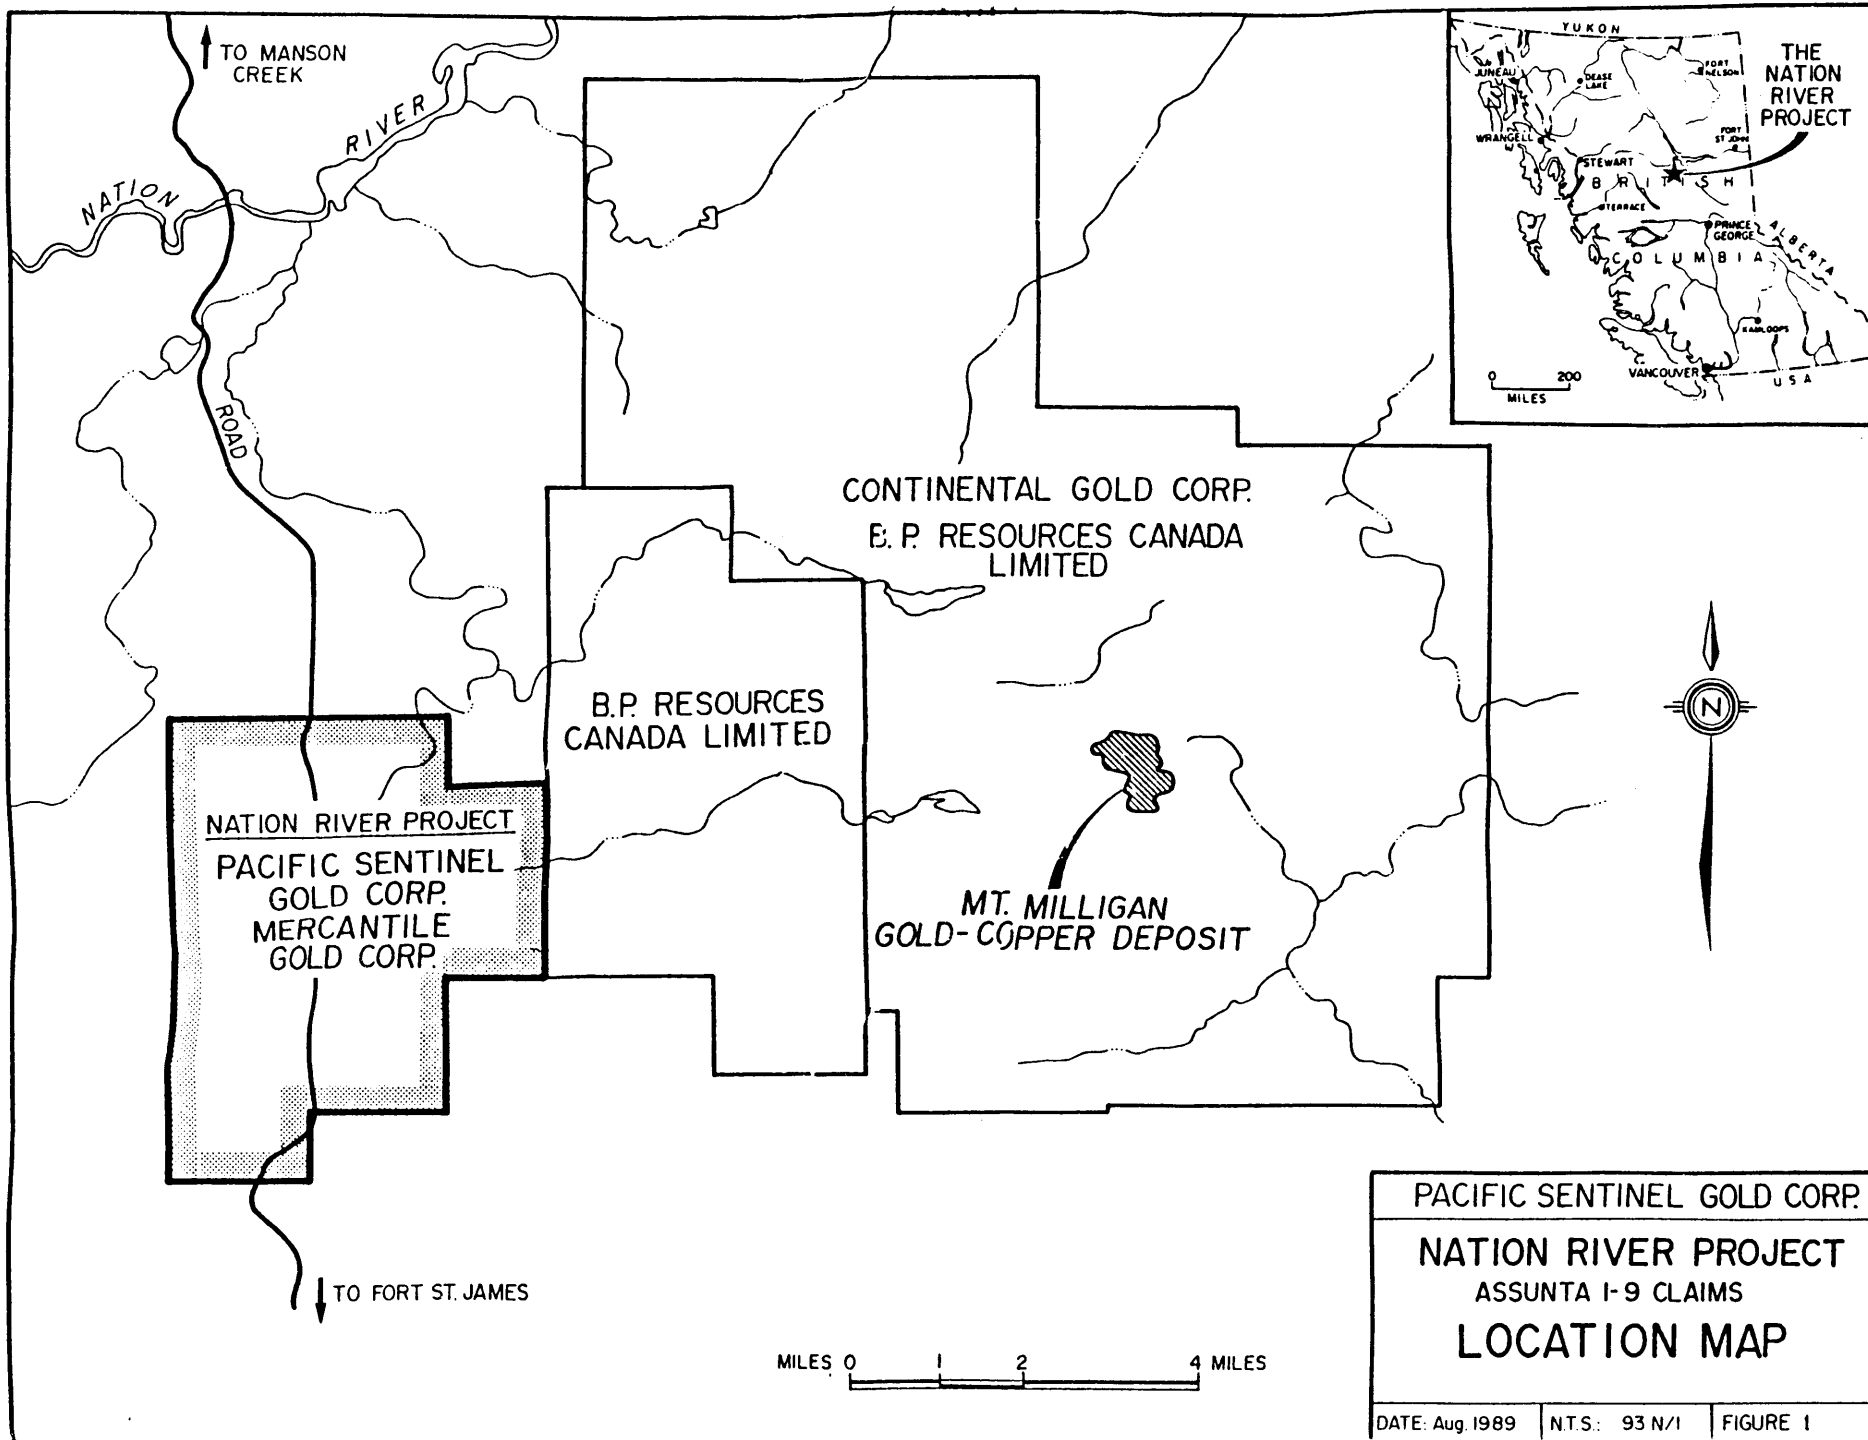 TO MANSON
CREEK
NATION RIVER
ROAD
YUKON
JUNEAU
DEASE
LAKE
FORT
NELSON
THE
NATION
RIVER
PROJECT
WRANGELL
FORT
ST JOHN
STEWART
BRITISH
TERRACE
PRINCE
GEORGE
ALBERTA
COLUMBIA
KAMLOOPS
VANCOUVER
USA
0 200
MILES
CONTINENTAL GOLD CORP.
B.P. RESOURCES CANADA
LIMITED
B.P. RESOURCES
CANADA LIMITED
N
NATION RIVER PROJECT
PACIFIC SENTINEL
GOLD CORP.
MERCANTILE
GOLD CORP.
MT. MILLIGAN
GOLD-COPPER DEPOSIT
TO FORT ST. JAMES
MILES 0 1 2 4 MILES
PACIFIC SENTINEL GOLD CORP.
NATION RIVER PROJECT
ASSUNTA 1-9 CLAIMS
LOCATION MAP
DATE: Aug. 1989 N.T.S.: 93 N/1 FIGURE 1